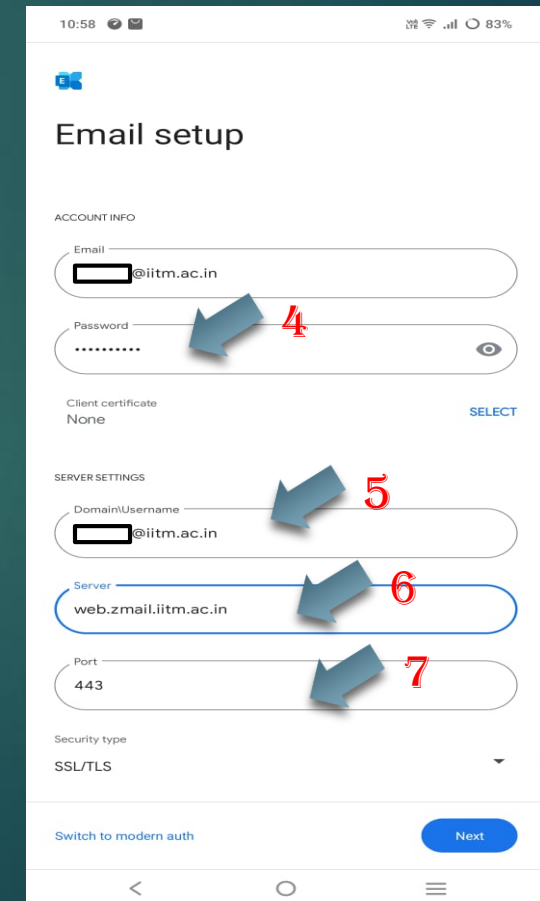 10:58 83%
E
Email setup
ACCOUNT INFO
Email
@iitm.ac.in
4
Password
••••••••••
Client certificate
None
SELECT
SERVER SETTINGS
5
Domain\Username
@iitm.ac.in
6
Server
web.zmail.iitm.ac.in
7
Port
443
Security type
SSL/TLS
Switch to modern auth Next